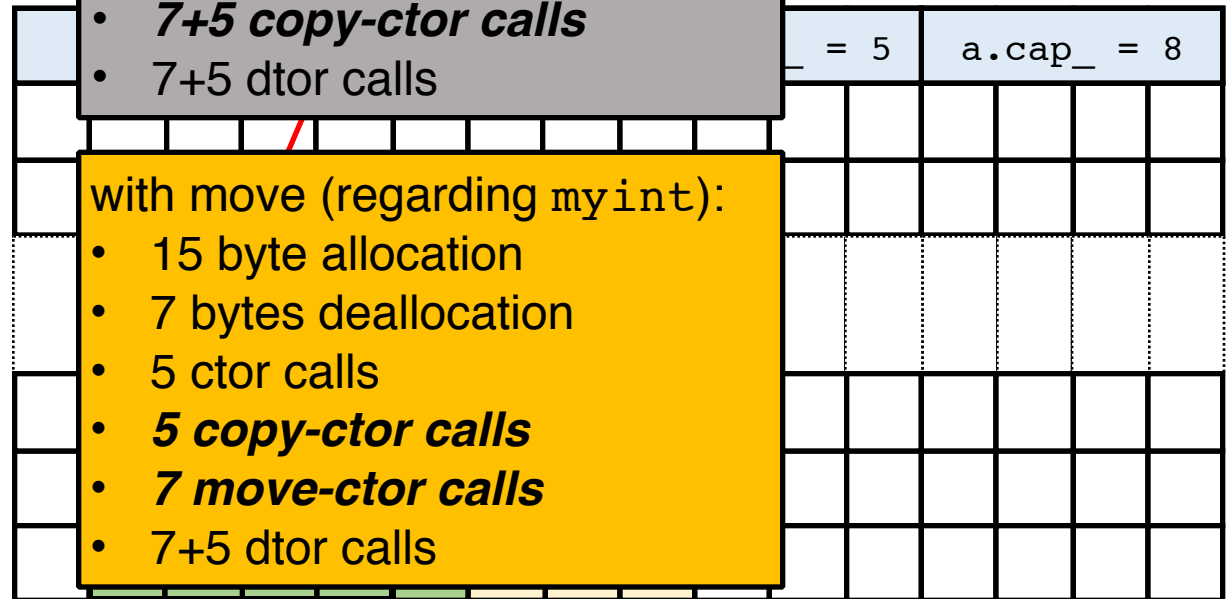 • 7+5 copy-ctor calls
_ = 5 a.cap_ = 8
• 7+5 dtor calls
with move (regarding myint):
• 15 byte allocation
• 7 bytes deallocation
• 5 ctor calls
• 5 copy-ctor calls
• 7 move-ctor calls
• 7+5 dtor calls